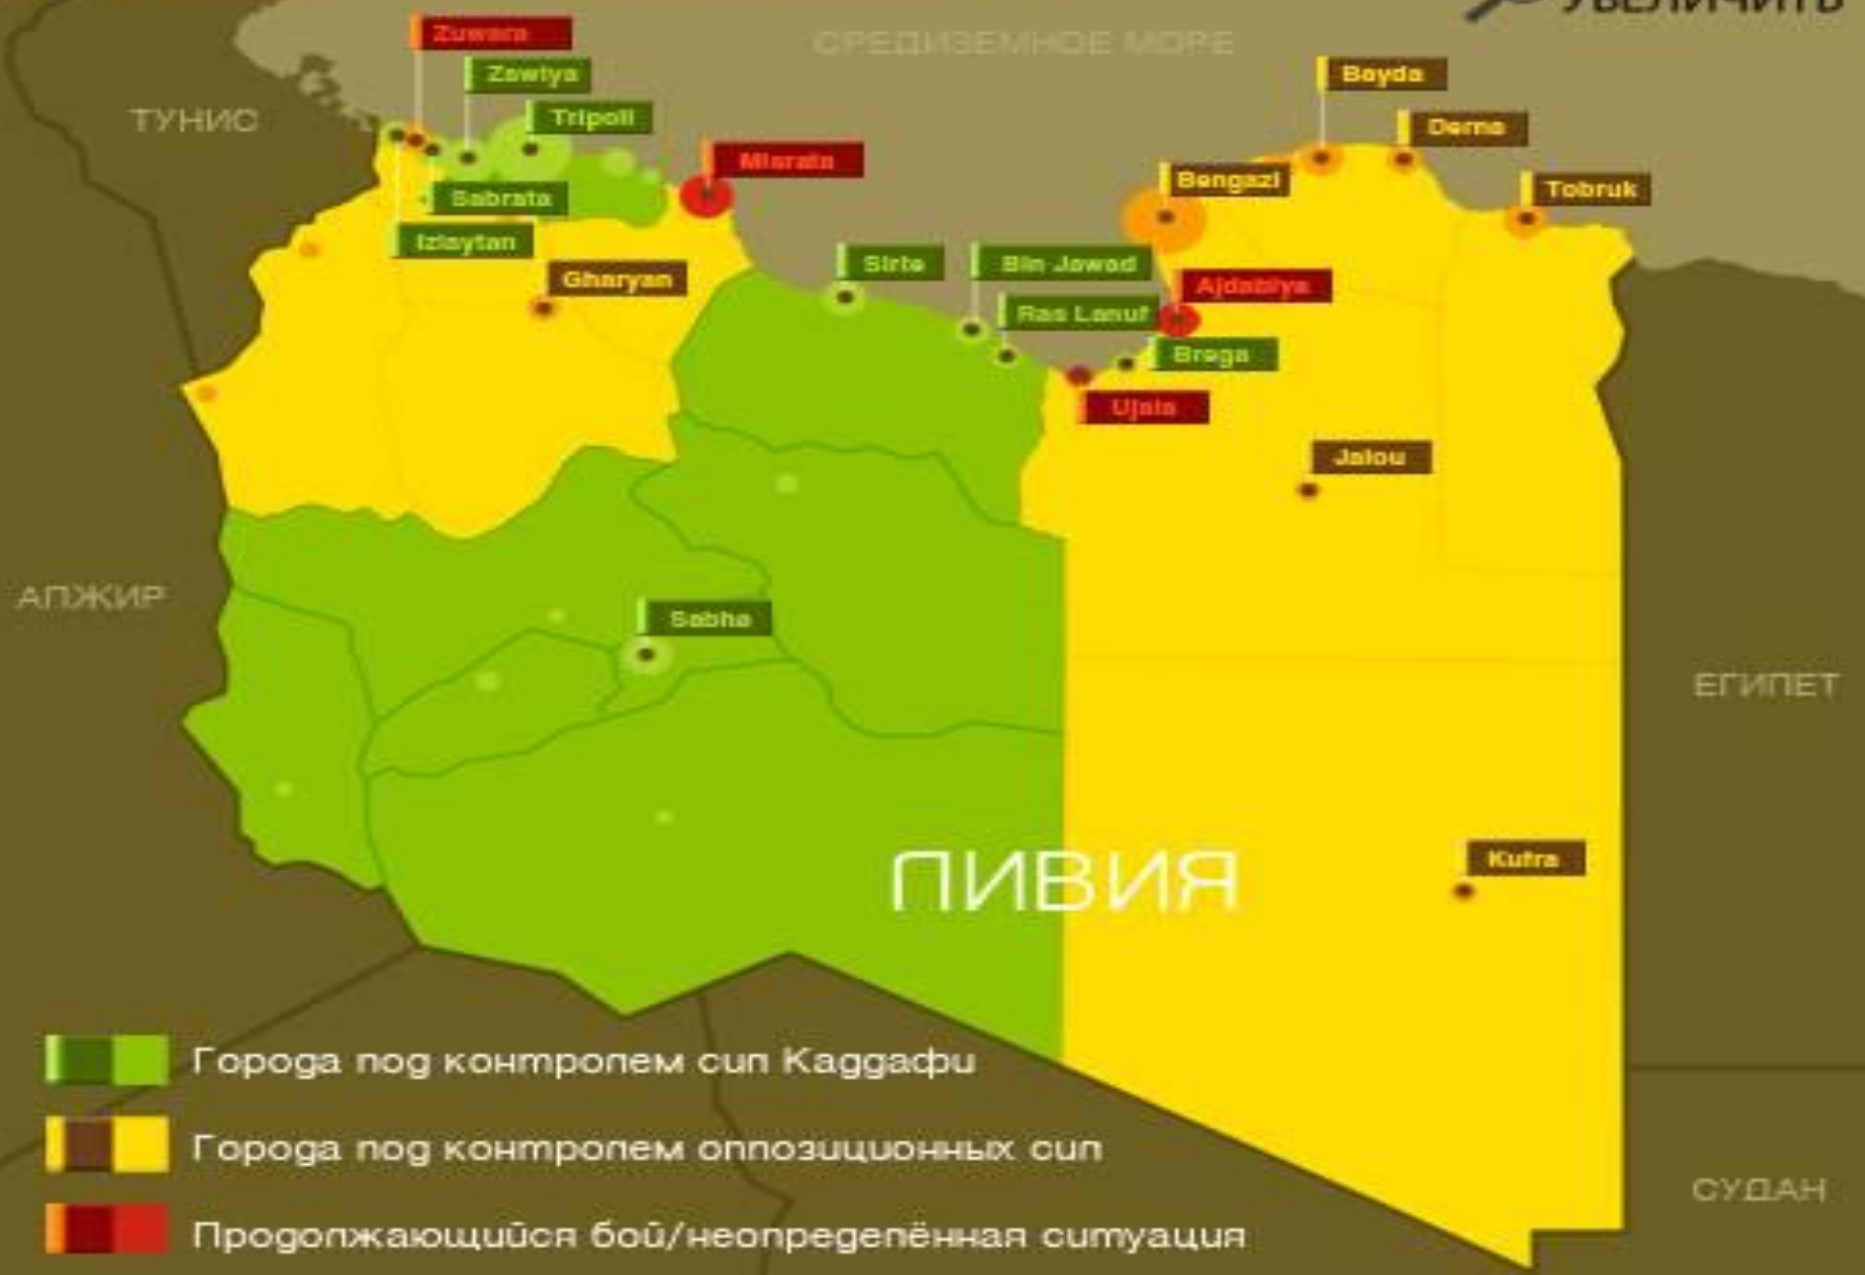 УВЕЛИЧИТЬ
СРЕДИЗЕМНОЕ МОРЕ
Zuwara
Zawiya
Bayda
ТУНИС
Tripoli
Derna
Misrata
Bengazi
Tobruk
Sabrata
Izlaytan
Gharyan
Sirte
Bin Jawad
Ajdabiya
Ras Lanuf
Brega
Ujala
Jalou
АЛЖИР
Sabha
ЕГИПЕТ
ЛИВИЯ
Kufra
Города под контролем сил Каддафи
Города под контролем оппозиционных сил
Продолжающийся бой/неопределённая ситуация
СУДАН